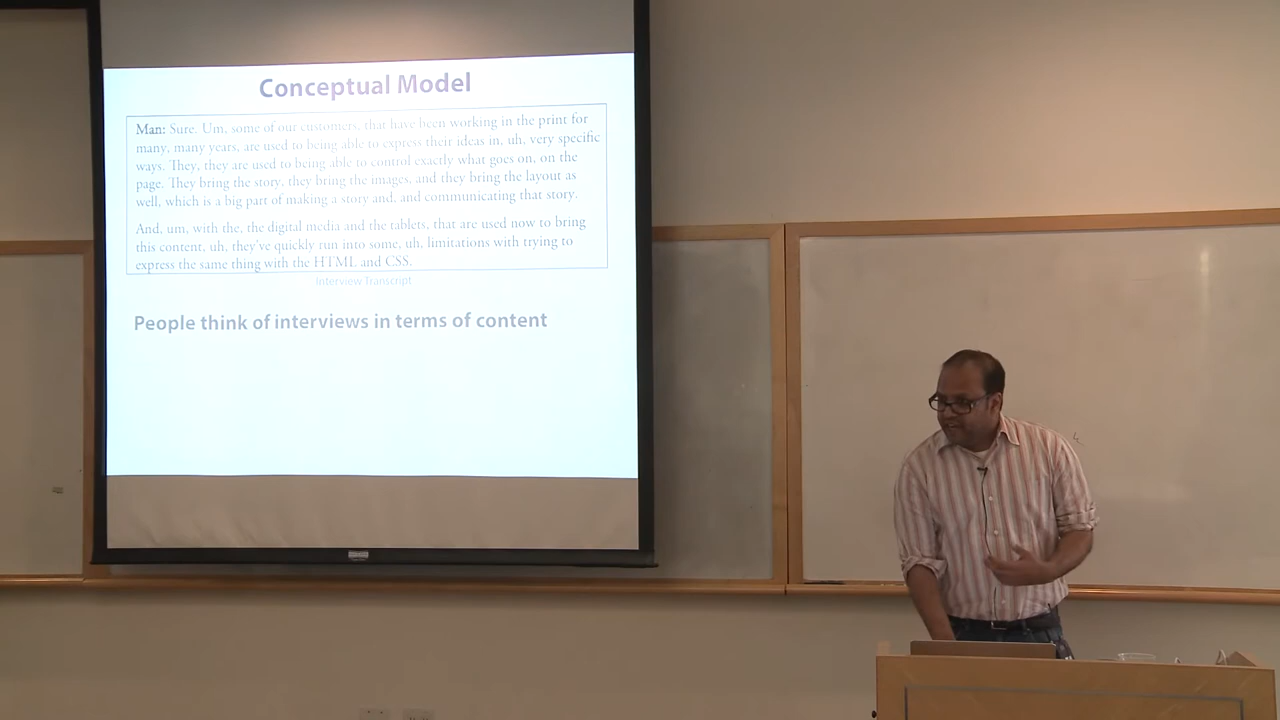 Conceptual Model
Man: Sure. Um, some of our customers, that have been working in the print for
many, many years, are used to being able to express their ideas in, uh, very specific
ways. They, they are used to being able to control exactly what goes on, on the
page. They bring the story, they bring the images, and they bring the layout as
well, which is a big part of making a story and, and communicating that story.
And, um, with the, the digital media and the tablets, that are used now to bring
this content, uh, they've quickly run into some, uh, limitations with trying to
express the same thing with the HTML and CSS.
Interview Transcript
People think of interviews in terms of content